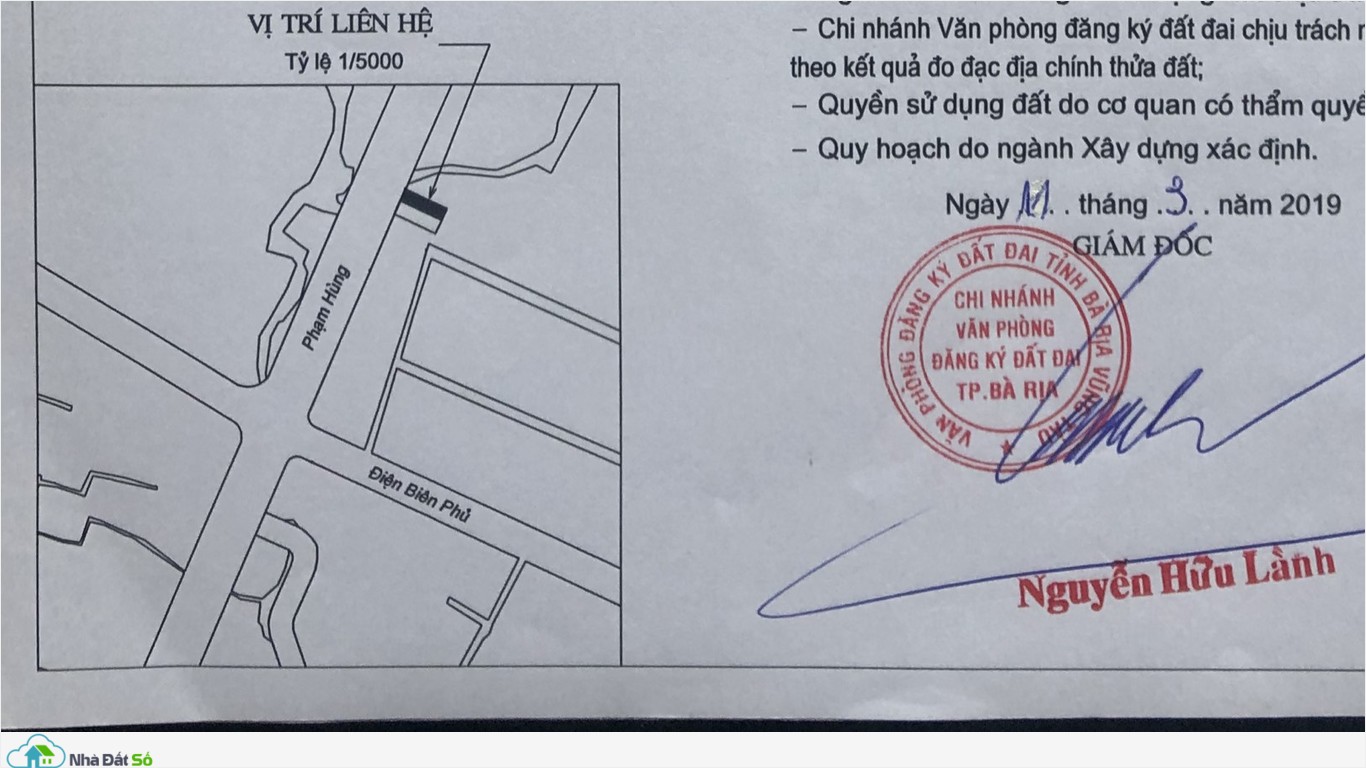 VỊ TRÍ LIÊN HỆ
Tỷ lệ 1/5000
Phạm Hùng
Điện Biên Phủ
– Chi nhánh Văn phòng đăng ký đất đai chịu trách
theo kết quả đo đạc địa chính thửa đất;
– Quyền sử dụng đất do cơ quan có thẩm quyề
– Quy hoạch do ngành Xây dựng xác định.
Ngày 11. . tháng .3. . năm 2019
GIÁM ĐỐC
VĂN PHÒNG ĐĂNG KÝ ĐẤT ĐAI TỈNH BÀ RỊA VŨNG TÀU
CHI NHÁNH
VĂN PHÒNG
ĐĂNG KÝ ĐẤT ĐAI
TP.BÀ RỊA
Nguyễn Hữu Lành
Nhà Đất Số